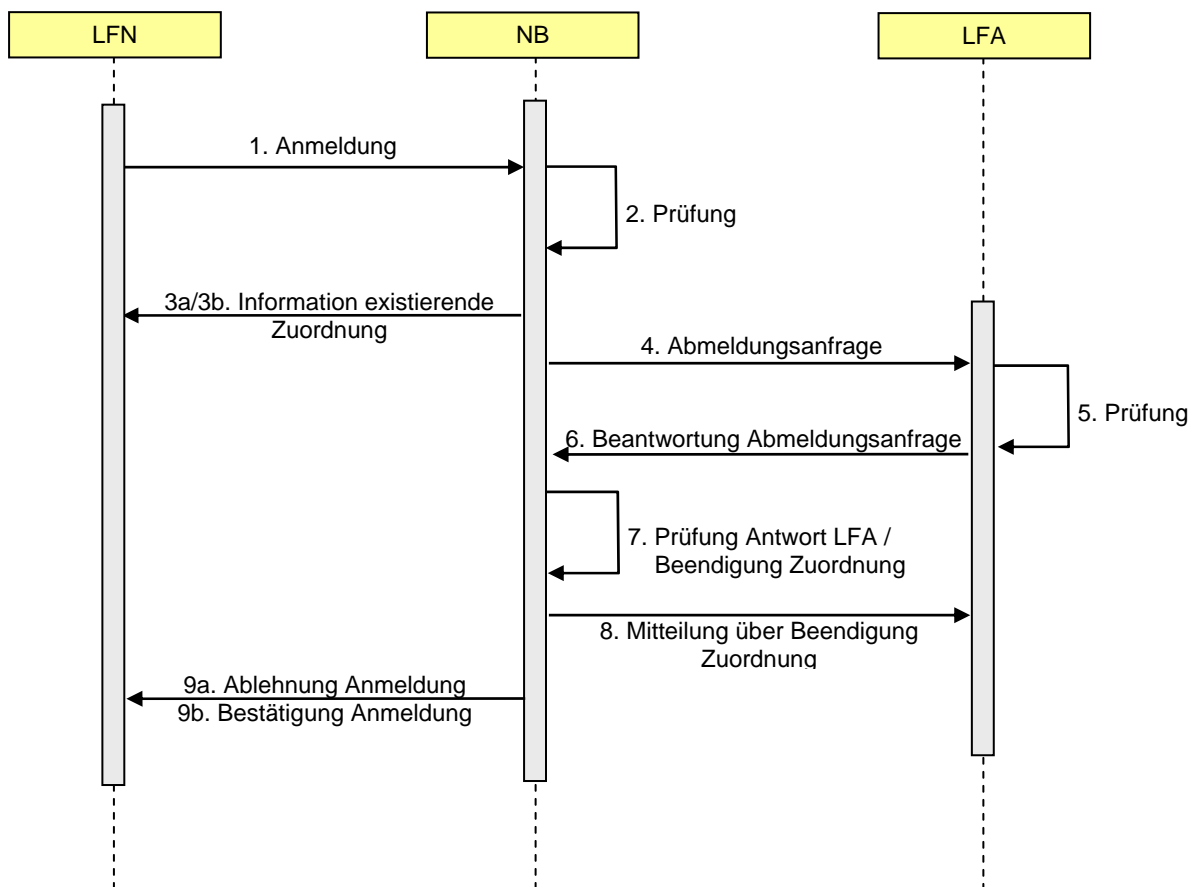 LFN
NB
LFA
1. Anmeldung
2. Prüfung
3a/3b. Information existierende
Zuordnung
4. Abmeldungsanfrage
5. Prüfung
6. Beantwortung Abmeldungsanfrage
7. Prüfung Antwort LFA /
Beendigung Zuordnung
8. Mitteilung über Beendigung
Zuordnung
9a. Ablehnung Anmeldung
9b. Bestätigung Anmeldung